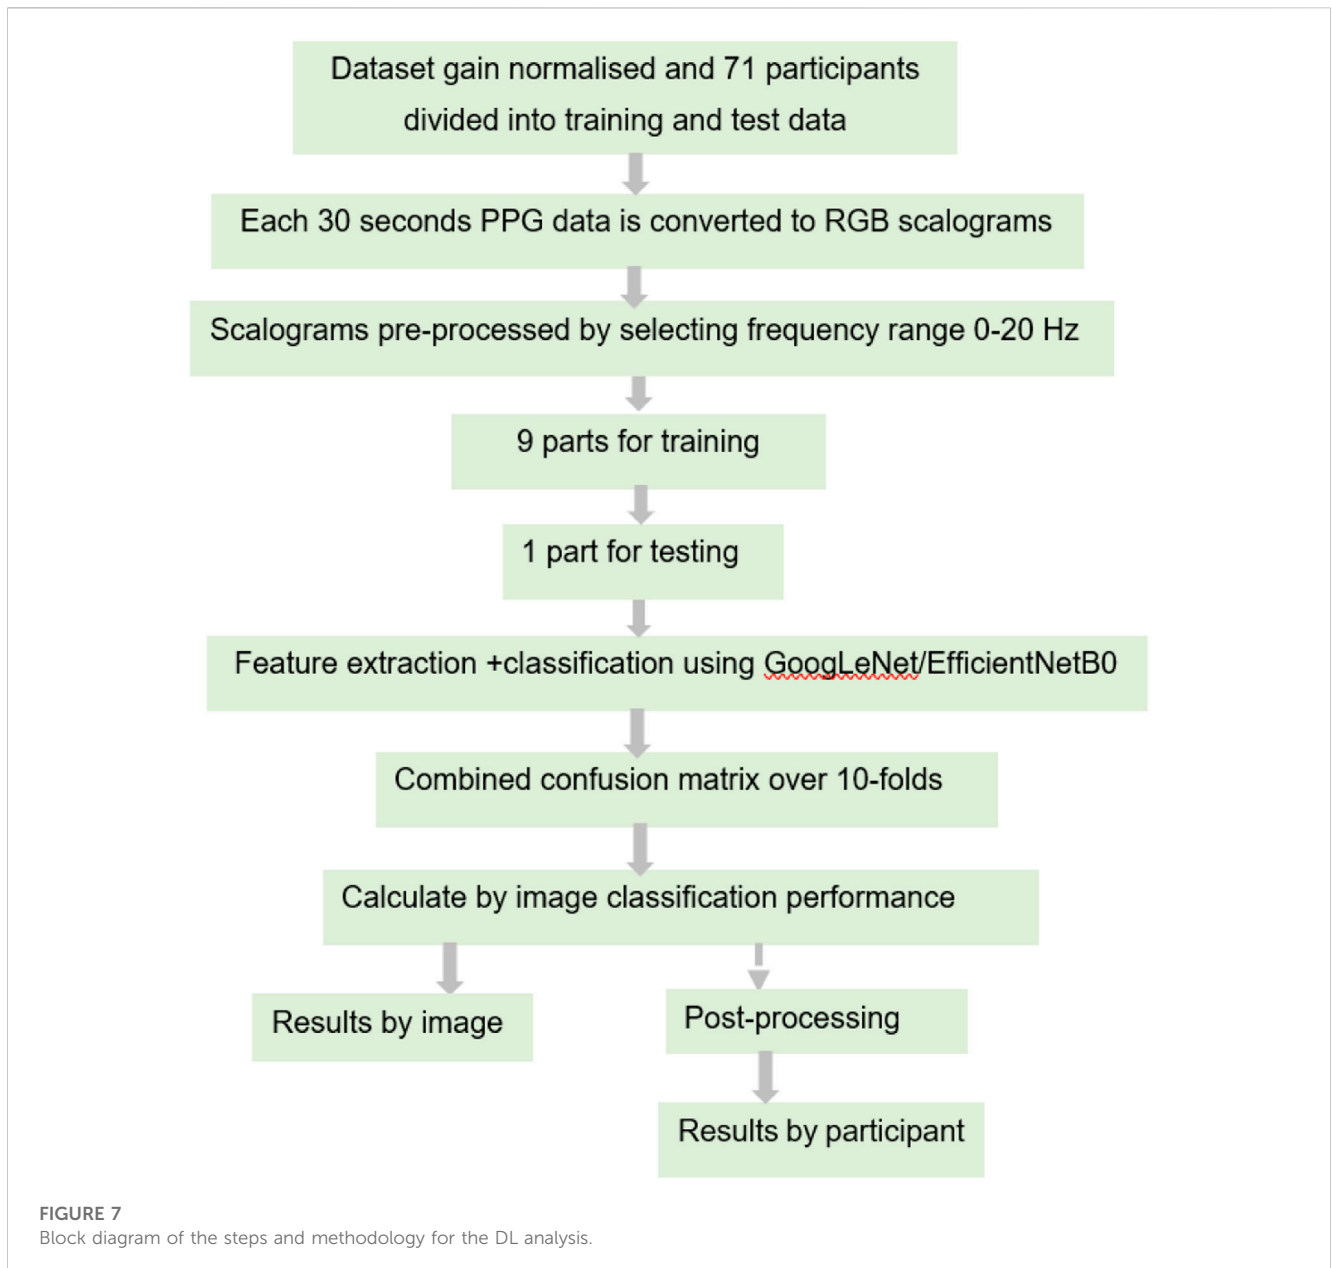 Dataset gain normalised and 71 participants
divided into training and test data
Each 30 seconds PPG data is converted to RGB scalograms
Scalograms pre-processed by selecting frequency range 0-20 Hz
9 parts for training
1 part for testing
Feature extraction +classification using GoogLeNet/EfficientNetB0
Combined confusion matrix over 10-folds
Calculate by image classification performance
Results by image
Post-processing
Results by participant
FIGURE 7
Block diagram of the steps and methodology for the DL analysis.